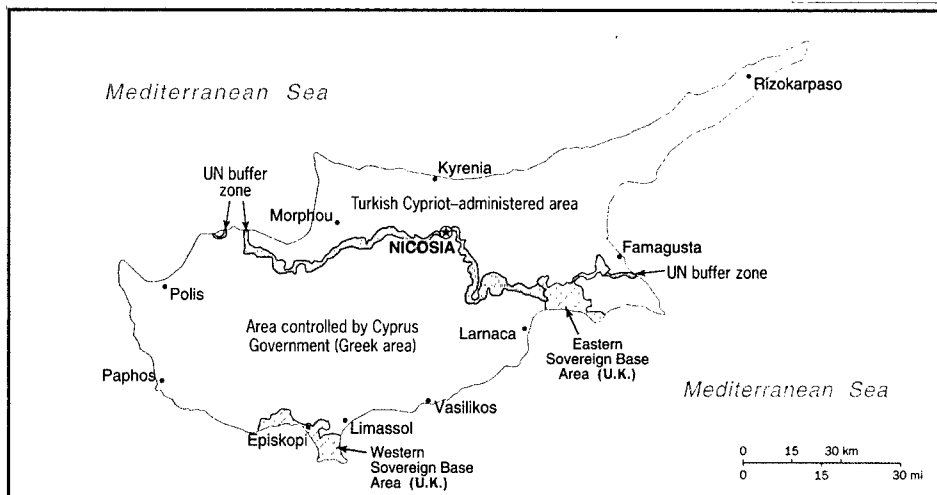 Mediterranean Sea
Rizokarpaso
Kyrenia
UN buffer
zone
Turkish Cypriot–administered area
Morphou
NICOSIA
Famagusta
UN buffer zone
Polis
Area controlled by Cyprus
Government (Greek area)
Larnaca
Eastern
Sovereign Base
Area (U.K.)
Paphos
Mediterranean Sea
Vasilikos
Limassol
Episkopi
Western
Sovereign Base
Area (U.K.)
0 15 30 km
0 15 30 mi